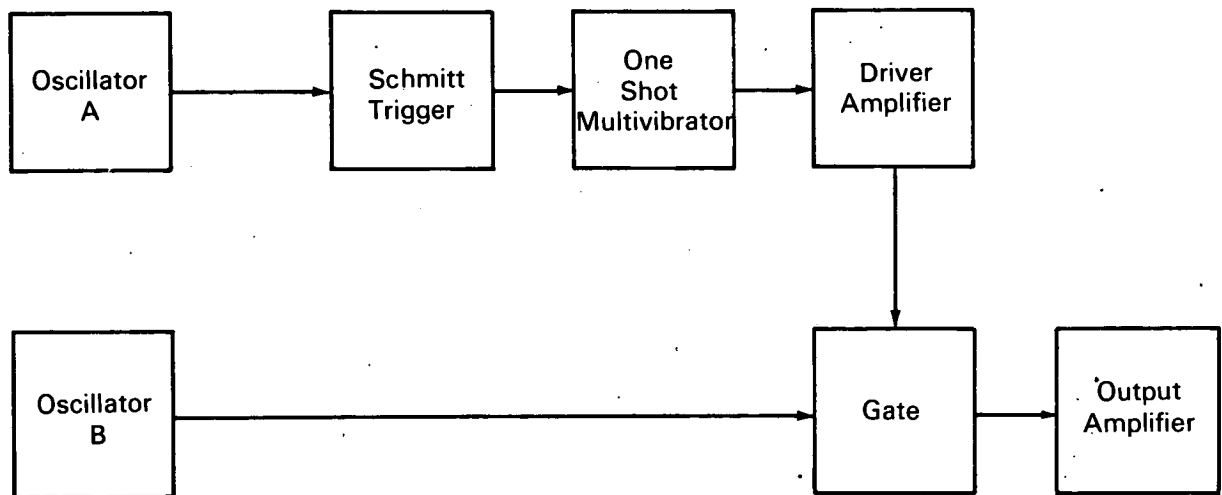 Oscillator
A
Schmitt
Trigger
One
Shot
Multivibrator
Driver
Amplifier
Oscillator
B
Gate
Output
Amplifier